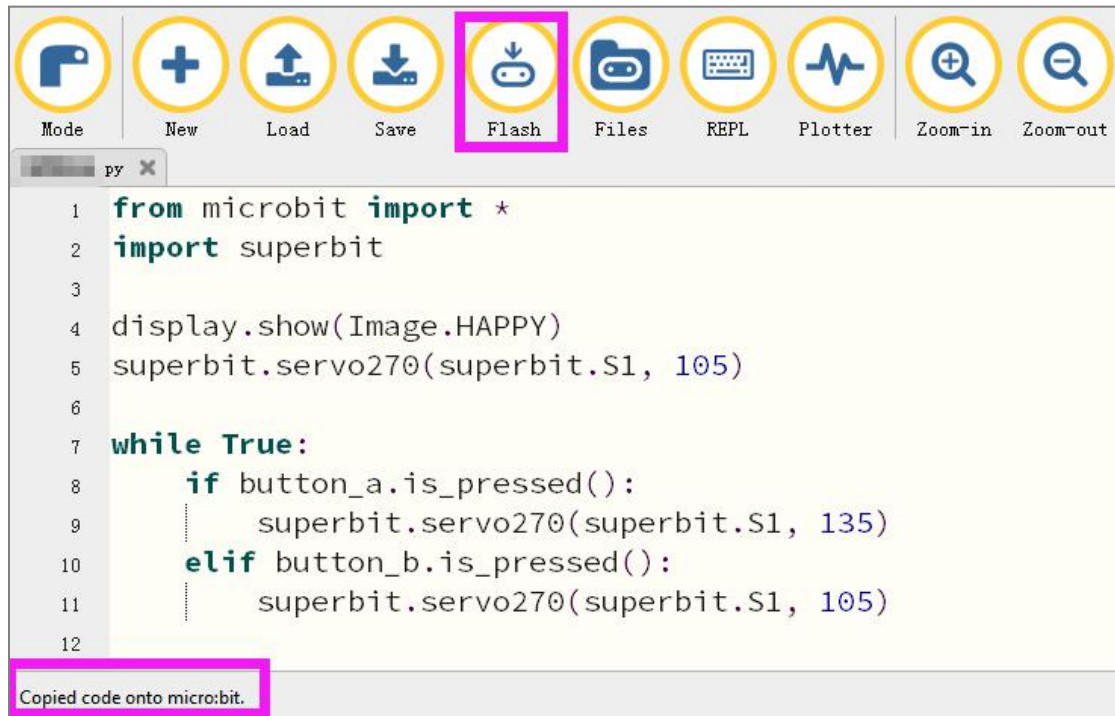 Mode New Load Save Flash Files REPL Plotter Zoom-in Zoom-out
py
1 from microbit import *
2 import superbit
3
4 display.show(Image.HAPPY)
5 superbit.servo270(superbit.S1, 105)
6
7 while True:
8 if button_a.is_pressed():
9 superbit.servo270(superbit.S1, 135)
10 elif button_b.is_pressed():
11 superbit.servo270(superbit.S1, 105)
12
Copied code onto micro:bit.